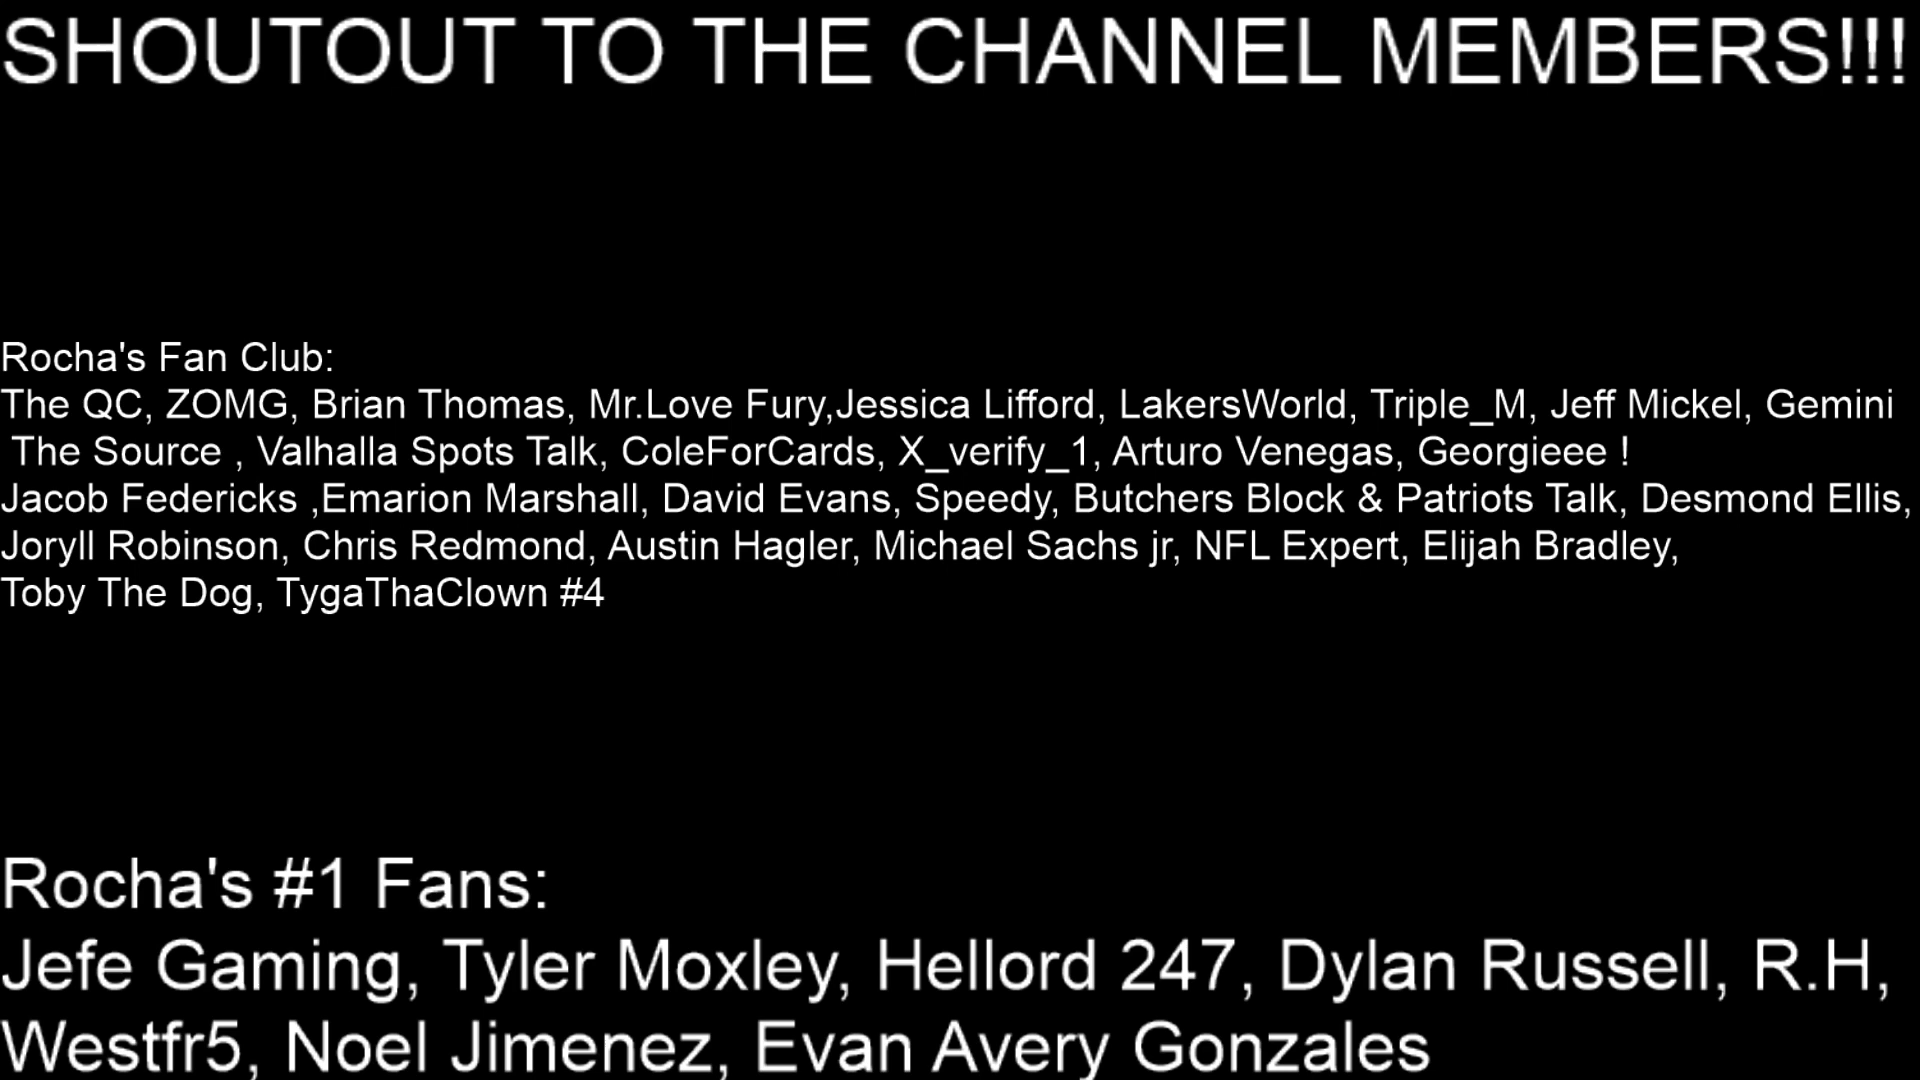 SHOUTOUT TO THE CHANNEL MEMBERS!!!
Rocha's Fan Club:
The QC, ZOMG, Brian Thomas, Mr.Love Fury,Jessica Lifford, LakersWorld, Triple_M, Jeff Mickel, Gemini
The Source , Valhalla Spots Talk, ColeForCards, X_verify_1, Arturo Venegas, Georgieee !
Jacob Federicks ,Emarion Marshall, David Evans, Speedy, Butchers Block & Patriots Talk, Desmond Ellis,
Joryll Robinson, Chris Redmond, Austin Hagler, Michael Sachs jr, NFL Expert, Elijah Bradley,
Toby The Dog, TygaThaClown #4
Rocha's #1 Fans:
Jefe Gaming, Tyler Moxley, Hellord 247, Dylan Russell, R.H,
Westfr5, Noel Jimenez, Evan Avery Gonzales